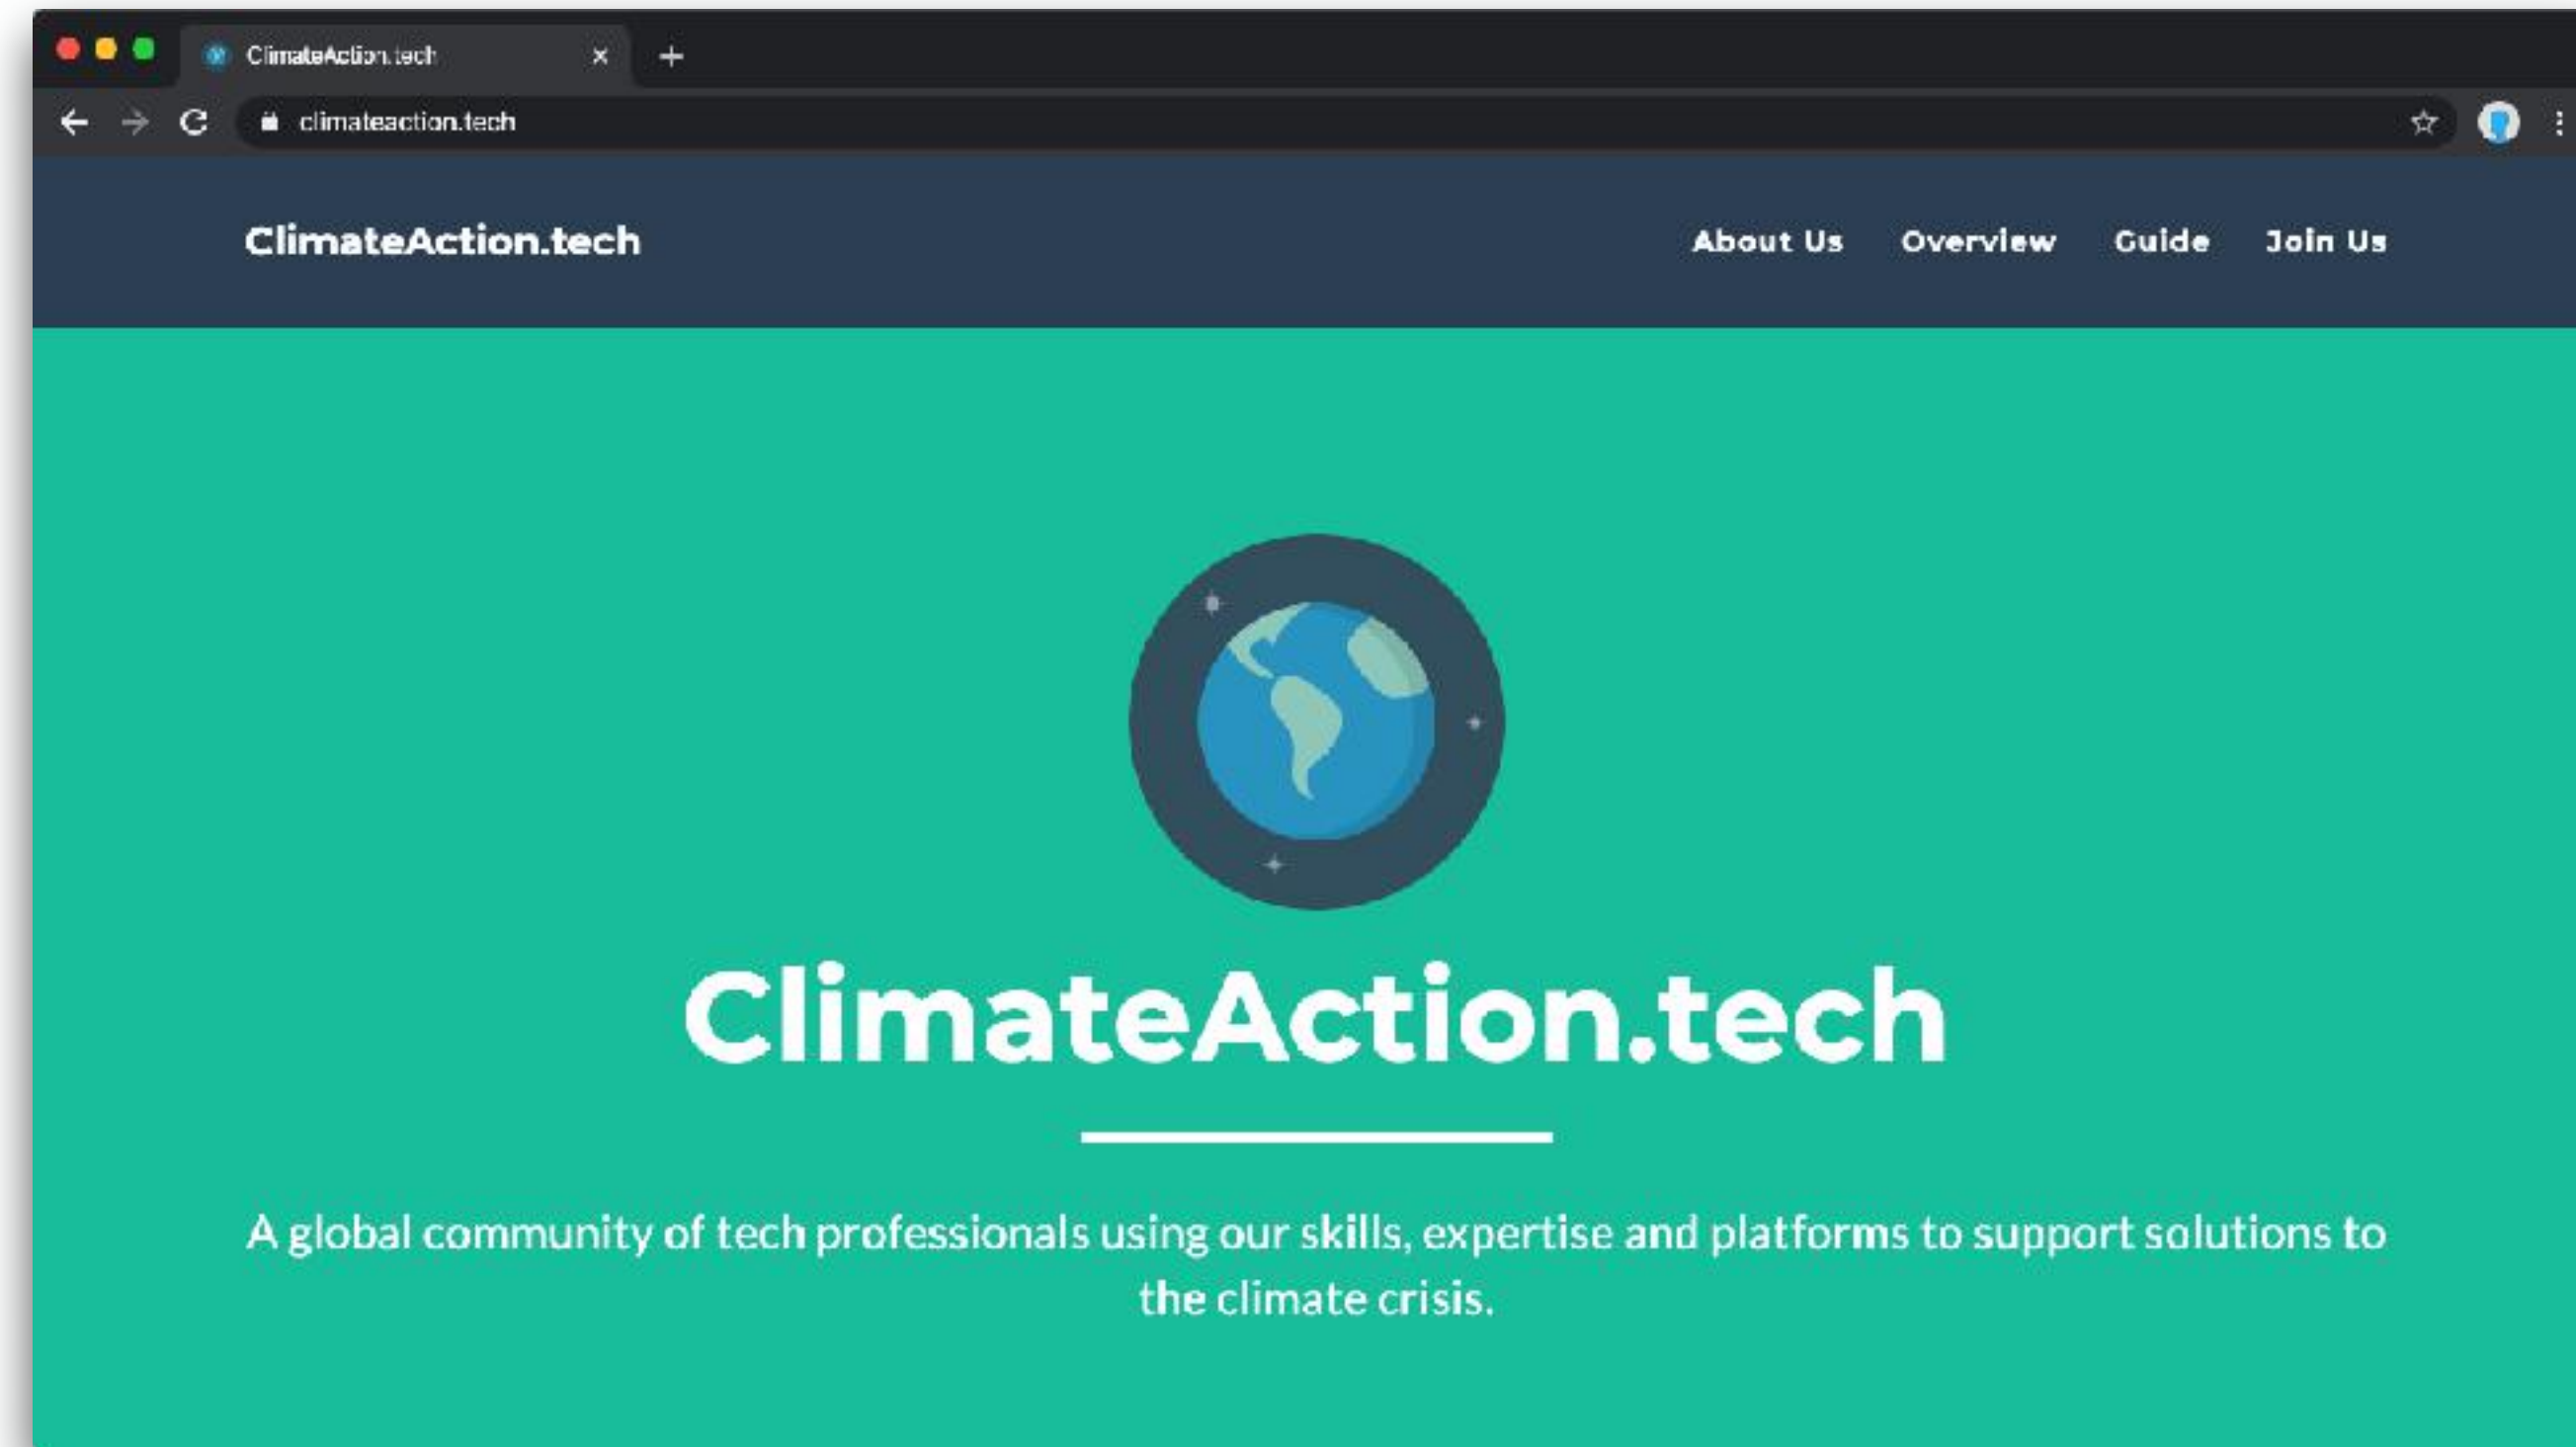 ClimateAction.tech
climateaction.tech
ClimateAction.tech
About Us Overview Guide Join Us
ClimateAction.tech
A global community of tech professionals using our skills, expertise and platforms to support solutions to
the climate crisis.